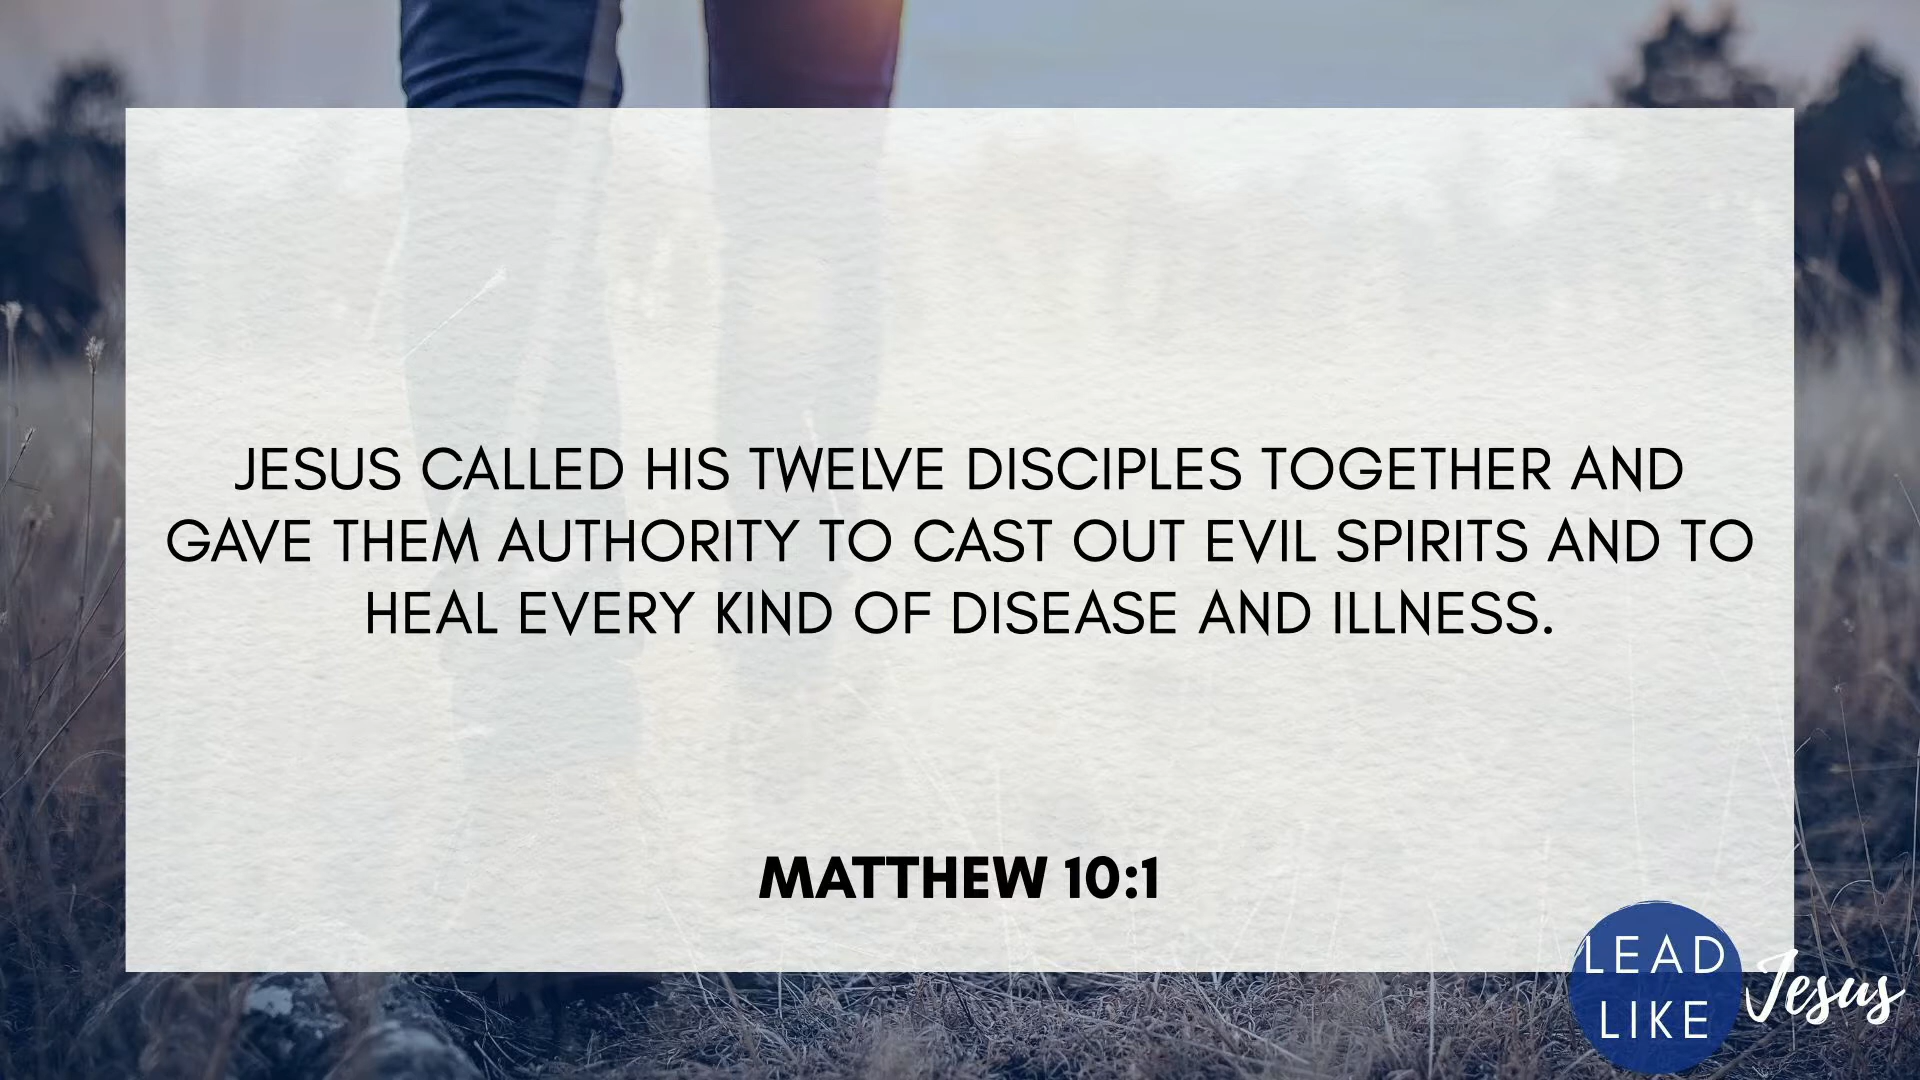 JESUS CALLED HIS TWELVE DISCIPLES TOGETHER AND
GAVE THEM AUTHORITY TO CAST OUT EVIL SPIRITS AND TO
HEAL EVERY KIND OF DISEASE AND ILLNESS.
MATTHEW 10:1
LEAD
LIKE
Jesus